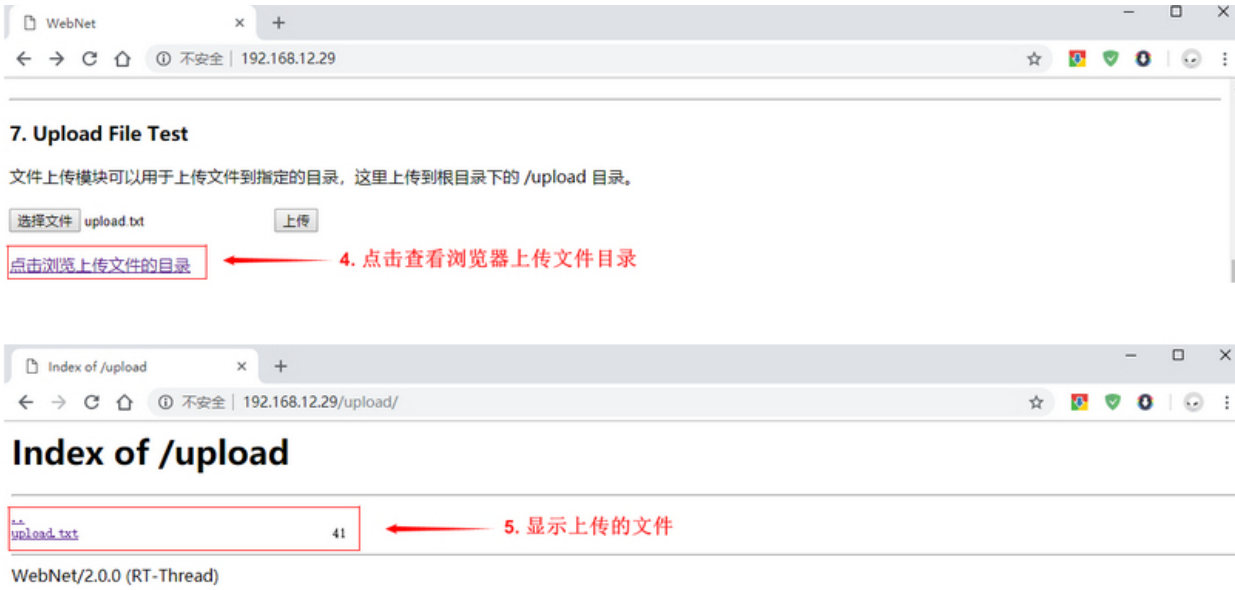 WebNet
不安全 | 192.168.12.29
7. Upload File Test
文件上传模块可以用于上传文件到指定的目录，这里上传到根目录下的 /upload 目录。
选择文件 upload.txt 上传
点击浏览上传文件的目录 4. 点击查看浏览器上传文件目录
Index of /upload
不安全 | 192.168.12.29/upload/
Index of /upload
..
upload.txt 41 5. 显示上传的文件
WebNet/2.0.0 (RT-Thread)